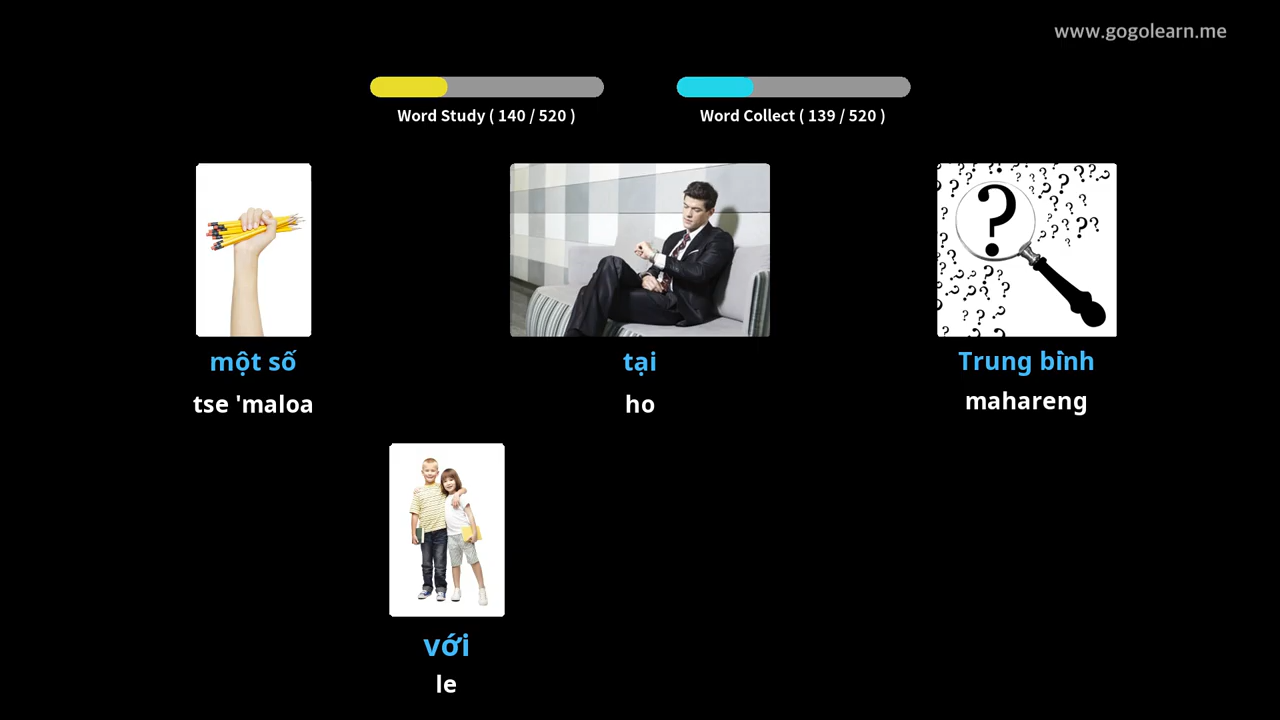 www.gogolearn.me
Word Study ( 140 / 520 )
Word Collect ( 139 / 520 )
một số
tse 'maloa
tại
ho
Trung bình
mahareng
với
le